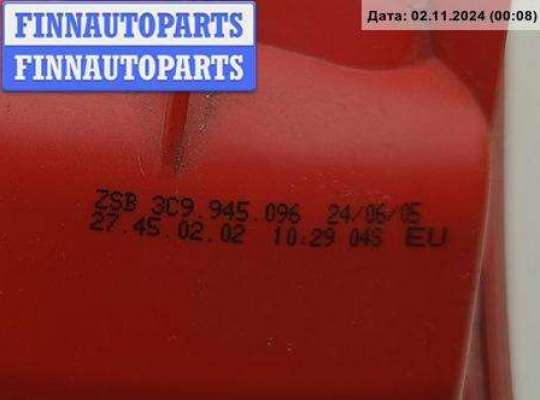 FINNAUTOPARTS
FINNAUTOPARTS
Дата: 02.11.2024 (00:08)
ZSB 3C9.945.096 24/06/05
27.45.02.02 10:29 045 EU